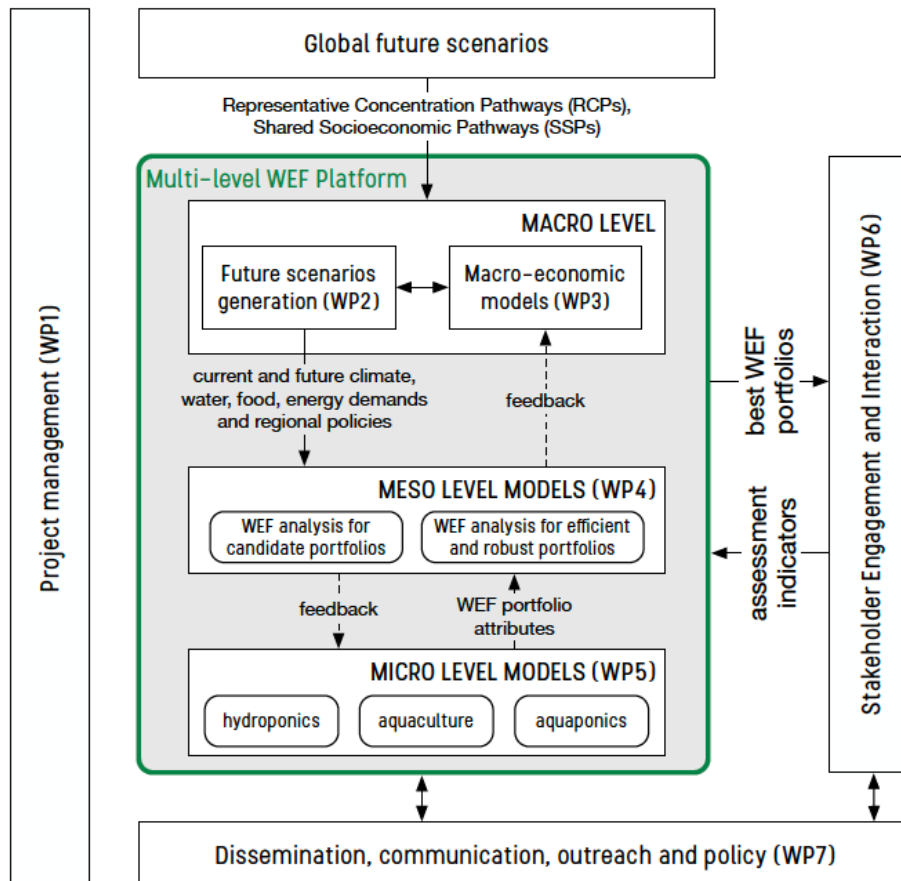 Project management (WP1)
Global future scenarios
Representative Concentration Pathways (RCPs),
Shared Socioeconomic Pathways (SSPs)
Multi-level WEF Platform
MACRO LEVEL
Future scenarios
generation (WP2)
Macro-economic
models (WP3)
current and future climate,
water, food, energy demands
and regional policies
feedback
MESO LEVEL MODELS (WP4)
WEF analysis for
candidate portfolios
WEF analysis for efficient
and robust portfolios
feedback
WEF portfolio
attributes
MICRO LEVEL MODELS (WP5)
hydroponics
aquaculture
aquaponics
best WEF
portfolios
assessment
indicators
Stakeholder Engagement and Interaction (WP6)
Dissemination, communication, outreach and policy (WP7)